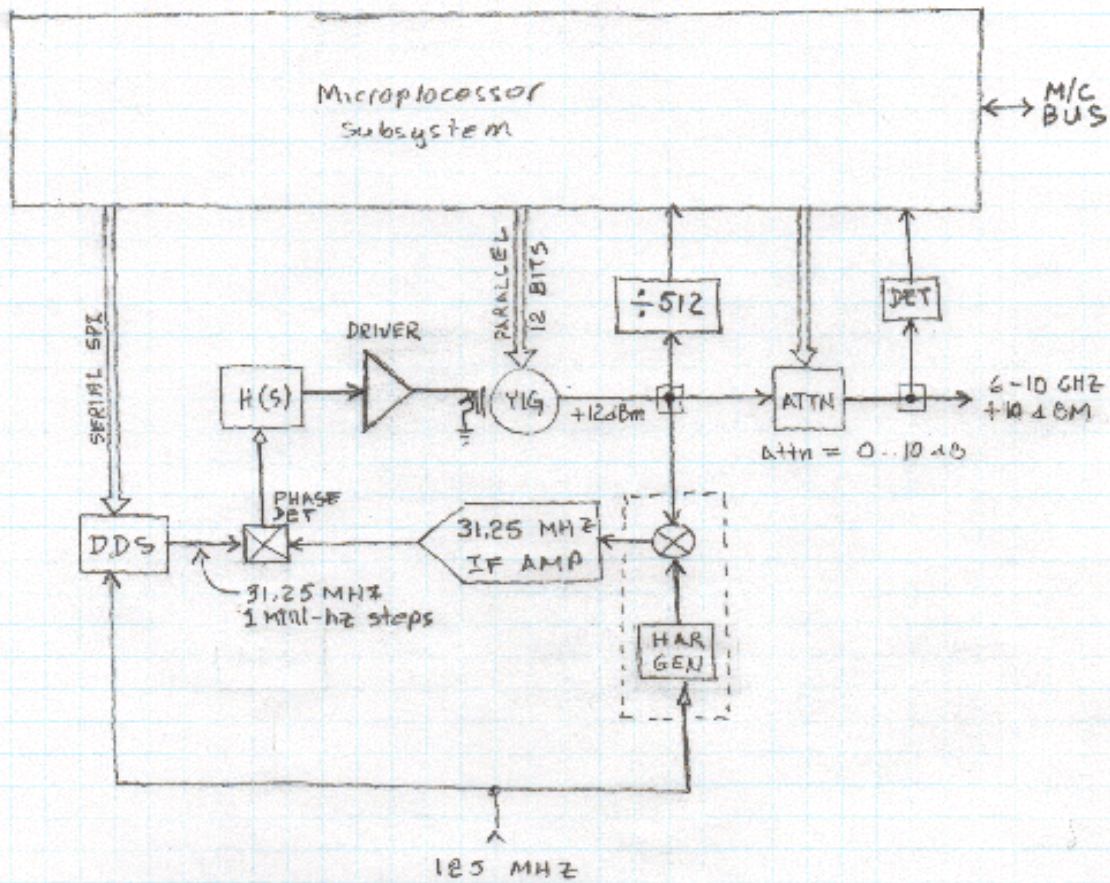 Microplocessor
subsystem
M/C
BUS
SERIAL SPI
PARALLEL
12 BITS
÷512
DET
DRIVER
H(S)
YIG
+12dBm
ATTN
6-10 GHZ
+10 dBM
attn = 0..10 dB
PHASE
DET
DDS
31.25 MHZ
IF AMP
31.25 MHZ
1 Milli-hz steps
HAR
GEN
125 MHZ